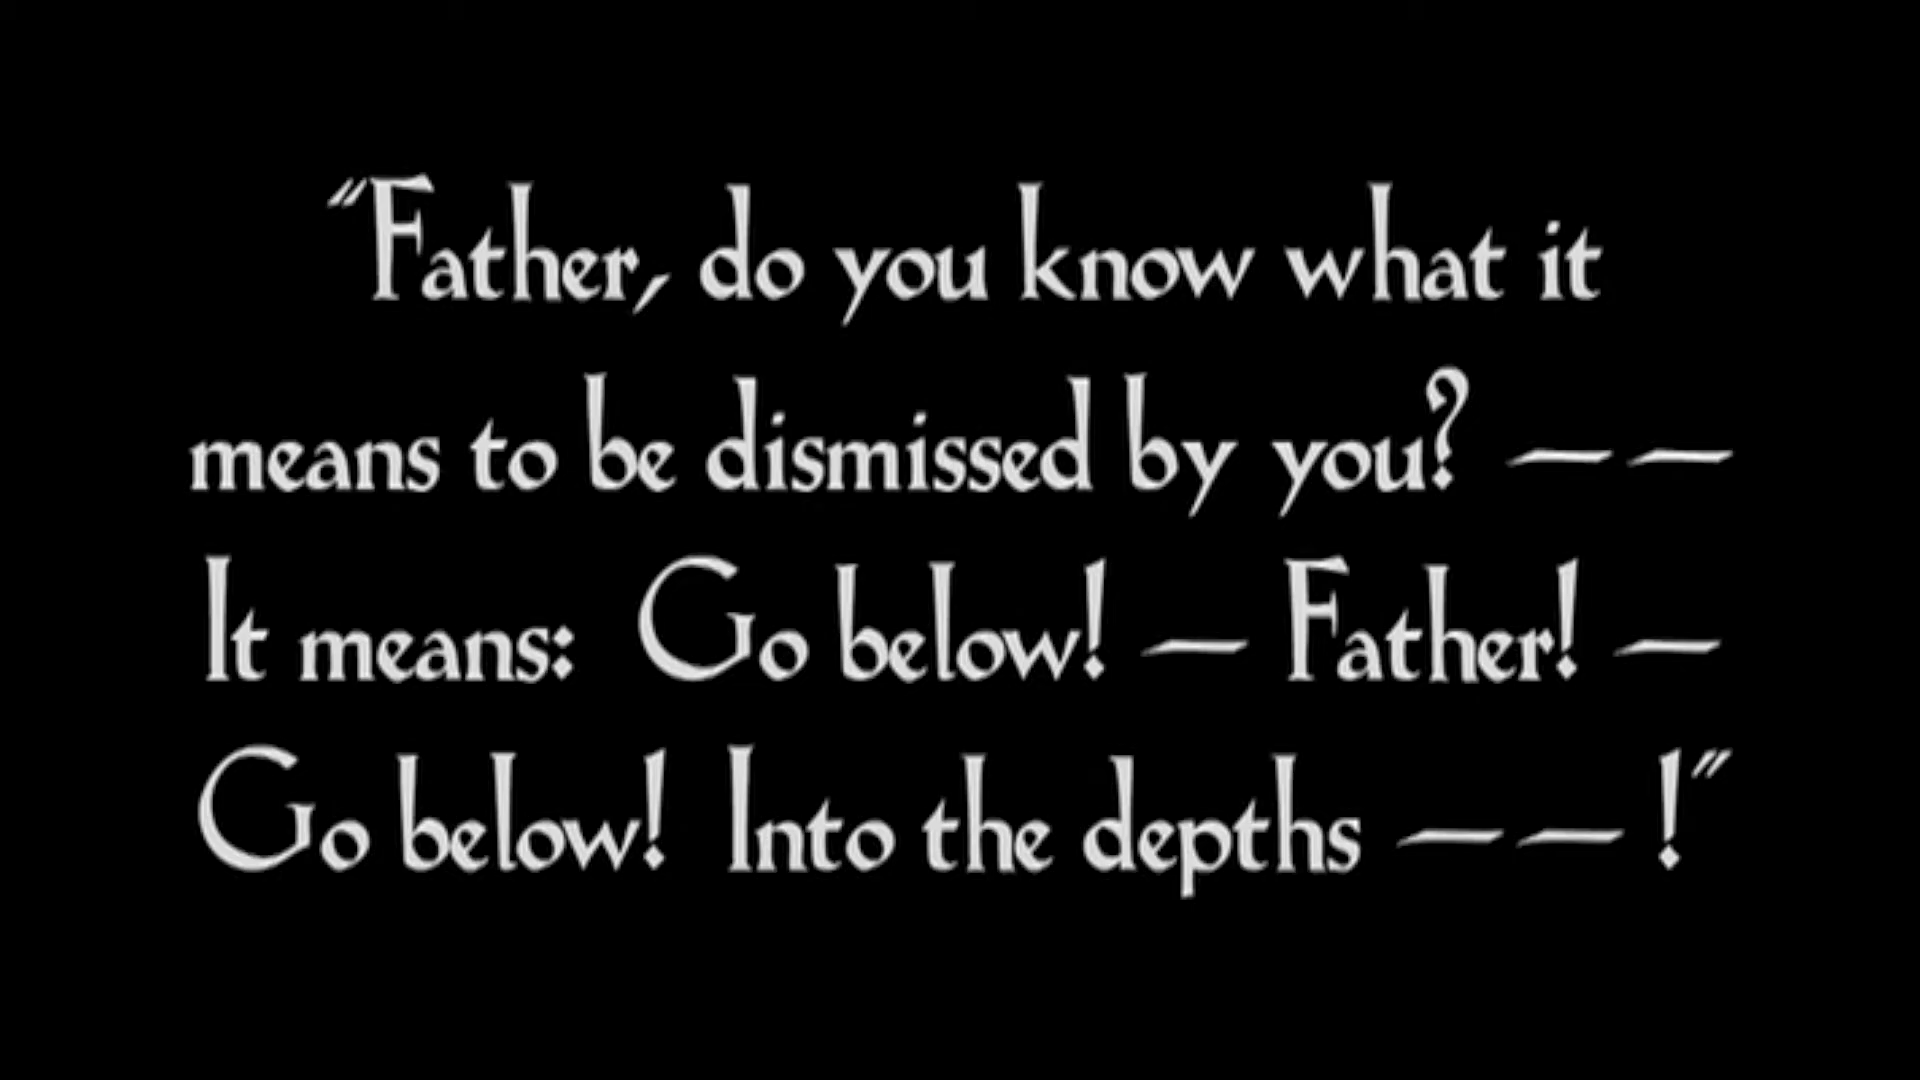 "Father, do you know what it
means to be dismissed by you? — —
It means: Go below! — Father! —
Go below! Into the depths — — !"